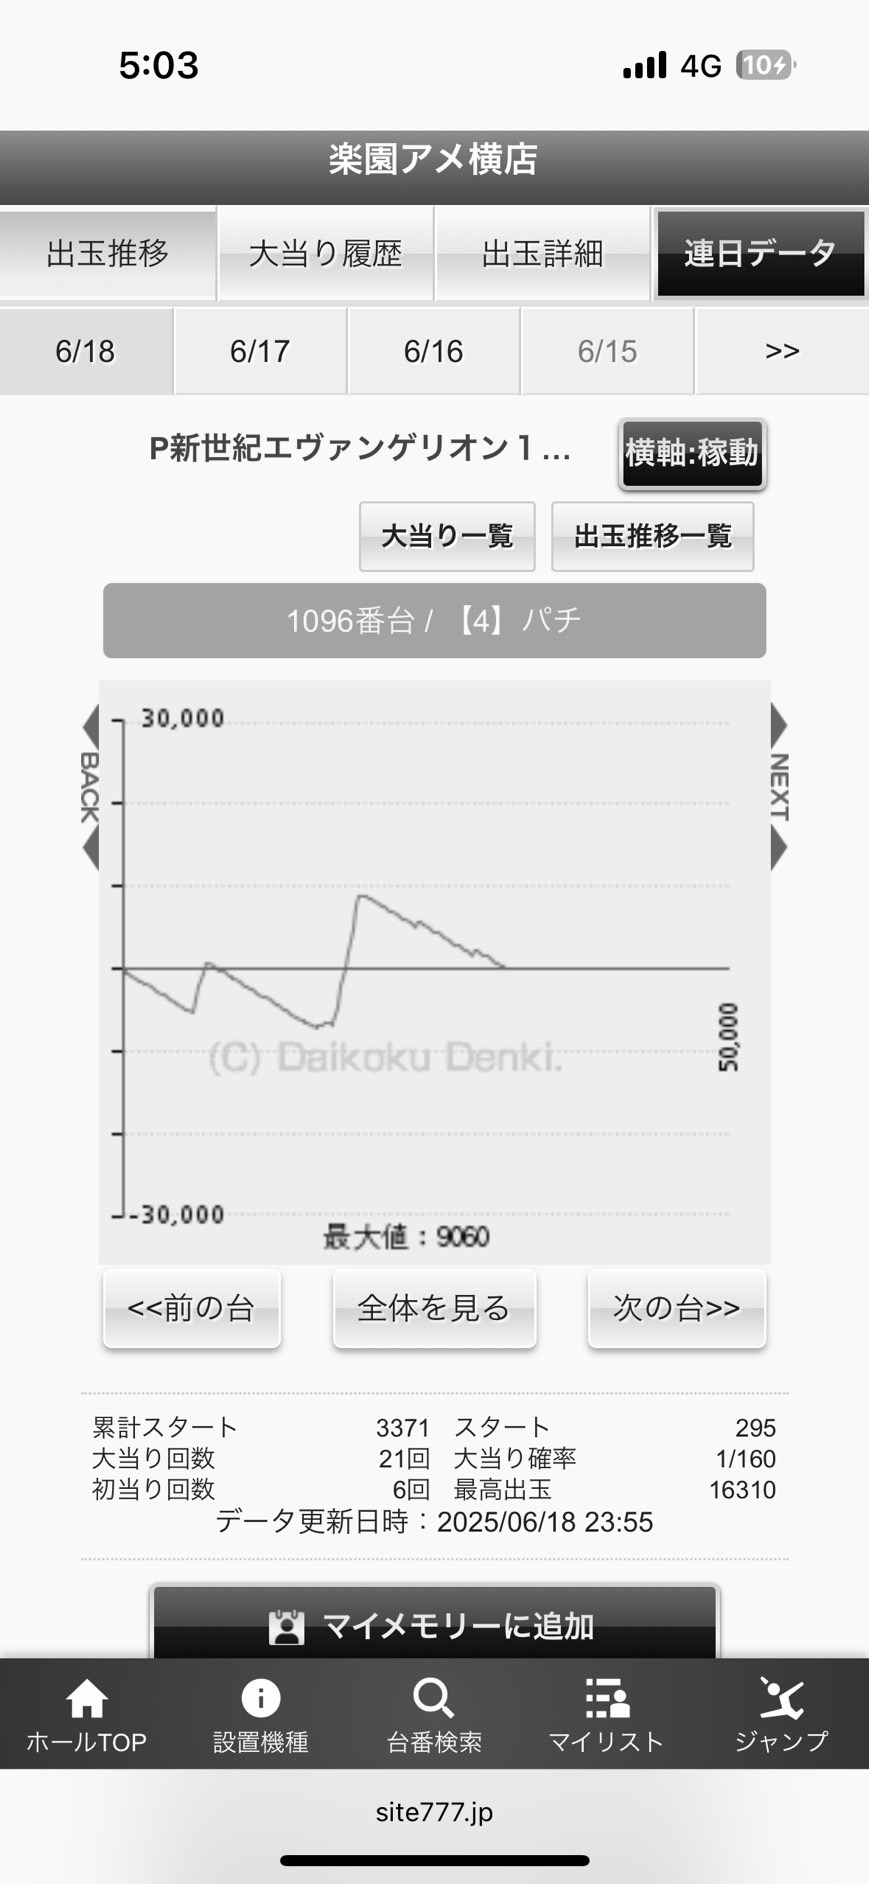 5:03 4G 10
楽園アメ横店
出玉推移 大当り履歴 出玉詳細 連日データ
6/18 6/17 6/16 6/15 >>
P新世紀エヴァンゲリオン１... 横軸:稼動
大当り一覧 出玉推移一覧
1096番台 / 【4】パチ
30,000
BACK
NEXT
50,000
(C) Daikoku Denki.
-30,000
最大値：9060
<<前の台 全体を見る 次の台>>
累計スタート 3371 スタート 295
大当り回数 21回 大当り確率 1/160
初当り回数 6回 最高出玉 16310
データ更新日時：2025/06/18 23:55
マイメモリーに追加
ホールTOP 設置機種 台番検索 マイリスト ジャンプ
site777.jp